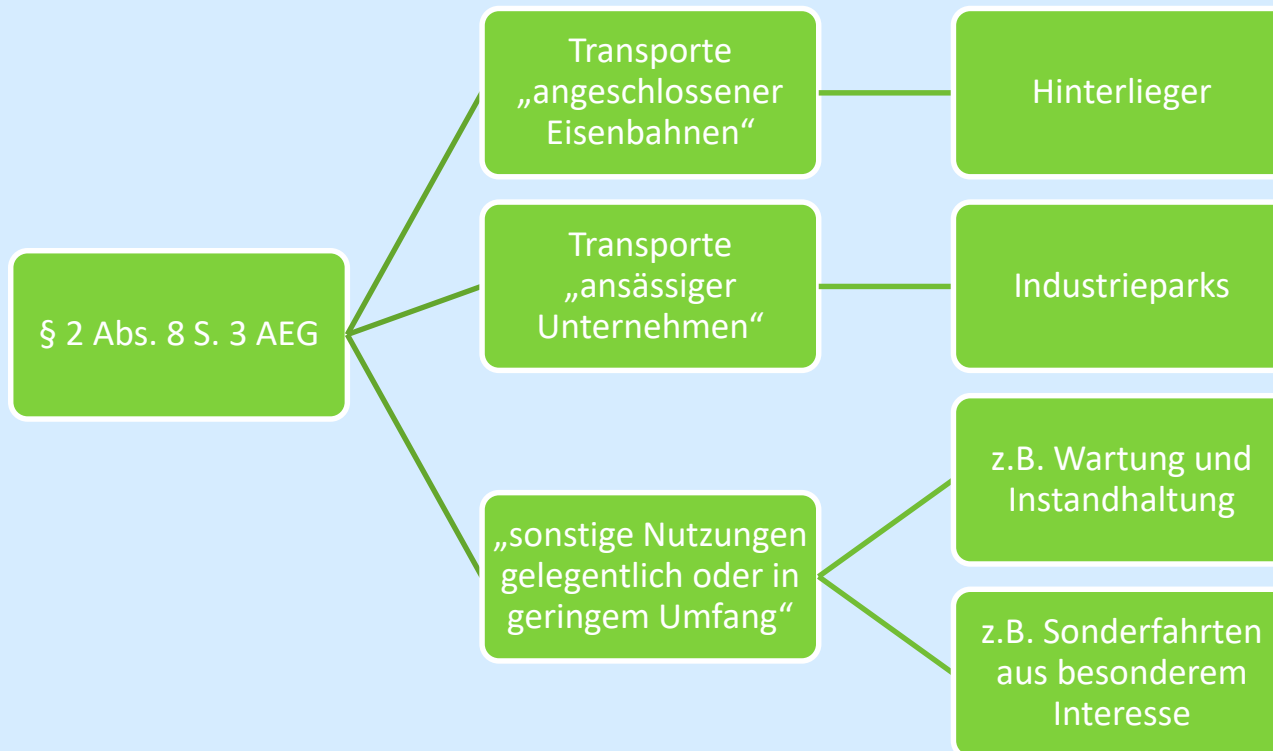 § 2 Abs. 8 S. 3 AEG
Transporte
„angeschlossener
Eisenbahnen“
Hinterlieger
Transporte
„ansässiger
Unternehmen“
Industrieparks
„sonstige Nutzungen
gelegentlich oder in
geringem Umfang“
z.B. Wartung und
Instandhaltung
z.B. Sonderfahrten
aus besonderem
Interesse